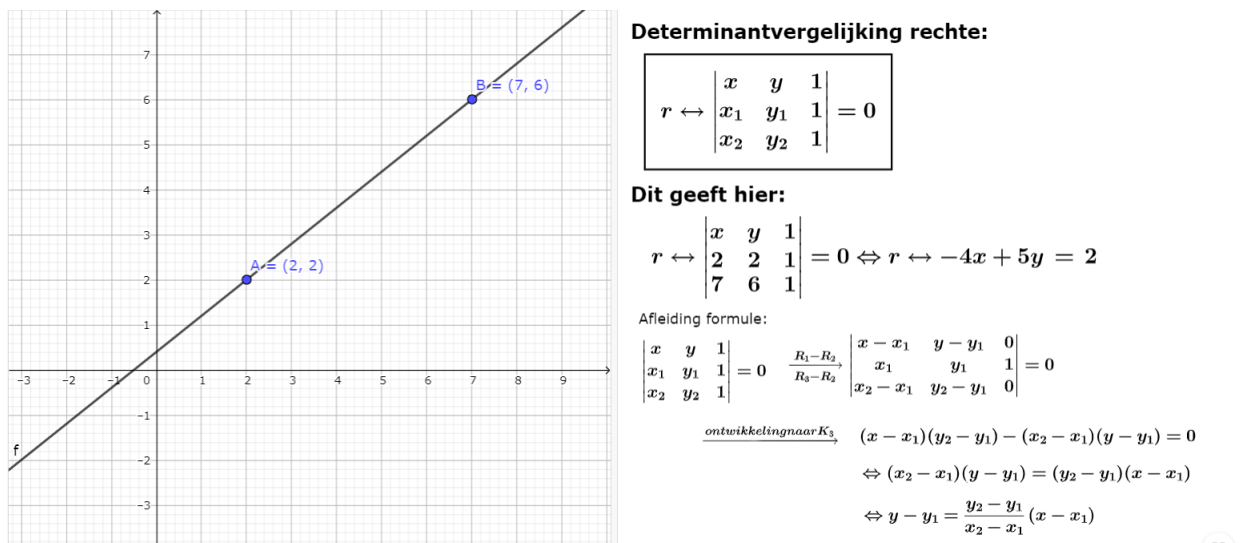 7
B = (7, 6)
6
5
4
3
A = (2, 2)
2
1
-3 -2 -1 0 1 2 3 4 5 6 7 8 9
-1
f
-2
-3
Determinantvergelijking rechte:
r ↔ |x y 1|
|x₁ y₁ 1| = 0
|x₂ y₂ 1|
Dit geeft hier:
r ↔ |x y 1|
|2 2 1| = 0 ⇔ r ↔ −4x + 5y = 2
|7 6 1|
Afleiding formule:
|x y 1| |x − x₁ y − y₁ 0|
|x₁ y₁ 1| = 0 R₁−R₂ R₃−R₂ → |x₁ y₁ 1| = 0
|x₂ y₂ 1| |x₂ − x₁ y₂ − y₁ 0|
ontwikkelingnaarK₃ → (x − x₁)(y₂ − y₁) − (x₂ − x₁)(y − y₁) = 0
⇔ (x₂ − x₁)(y − y₁) = (y₂ − y₁)(x − x₁)
⇔ y − y₁ = (y₂ − y₁)/(x₂ − x₁) (x − x₁)